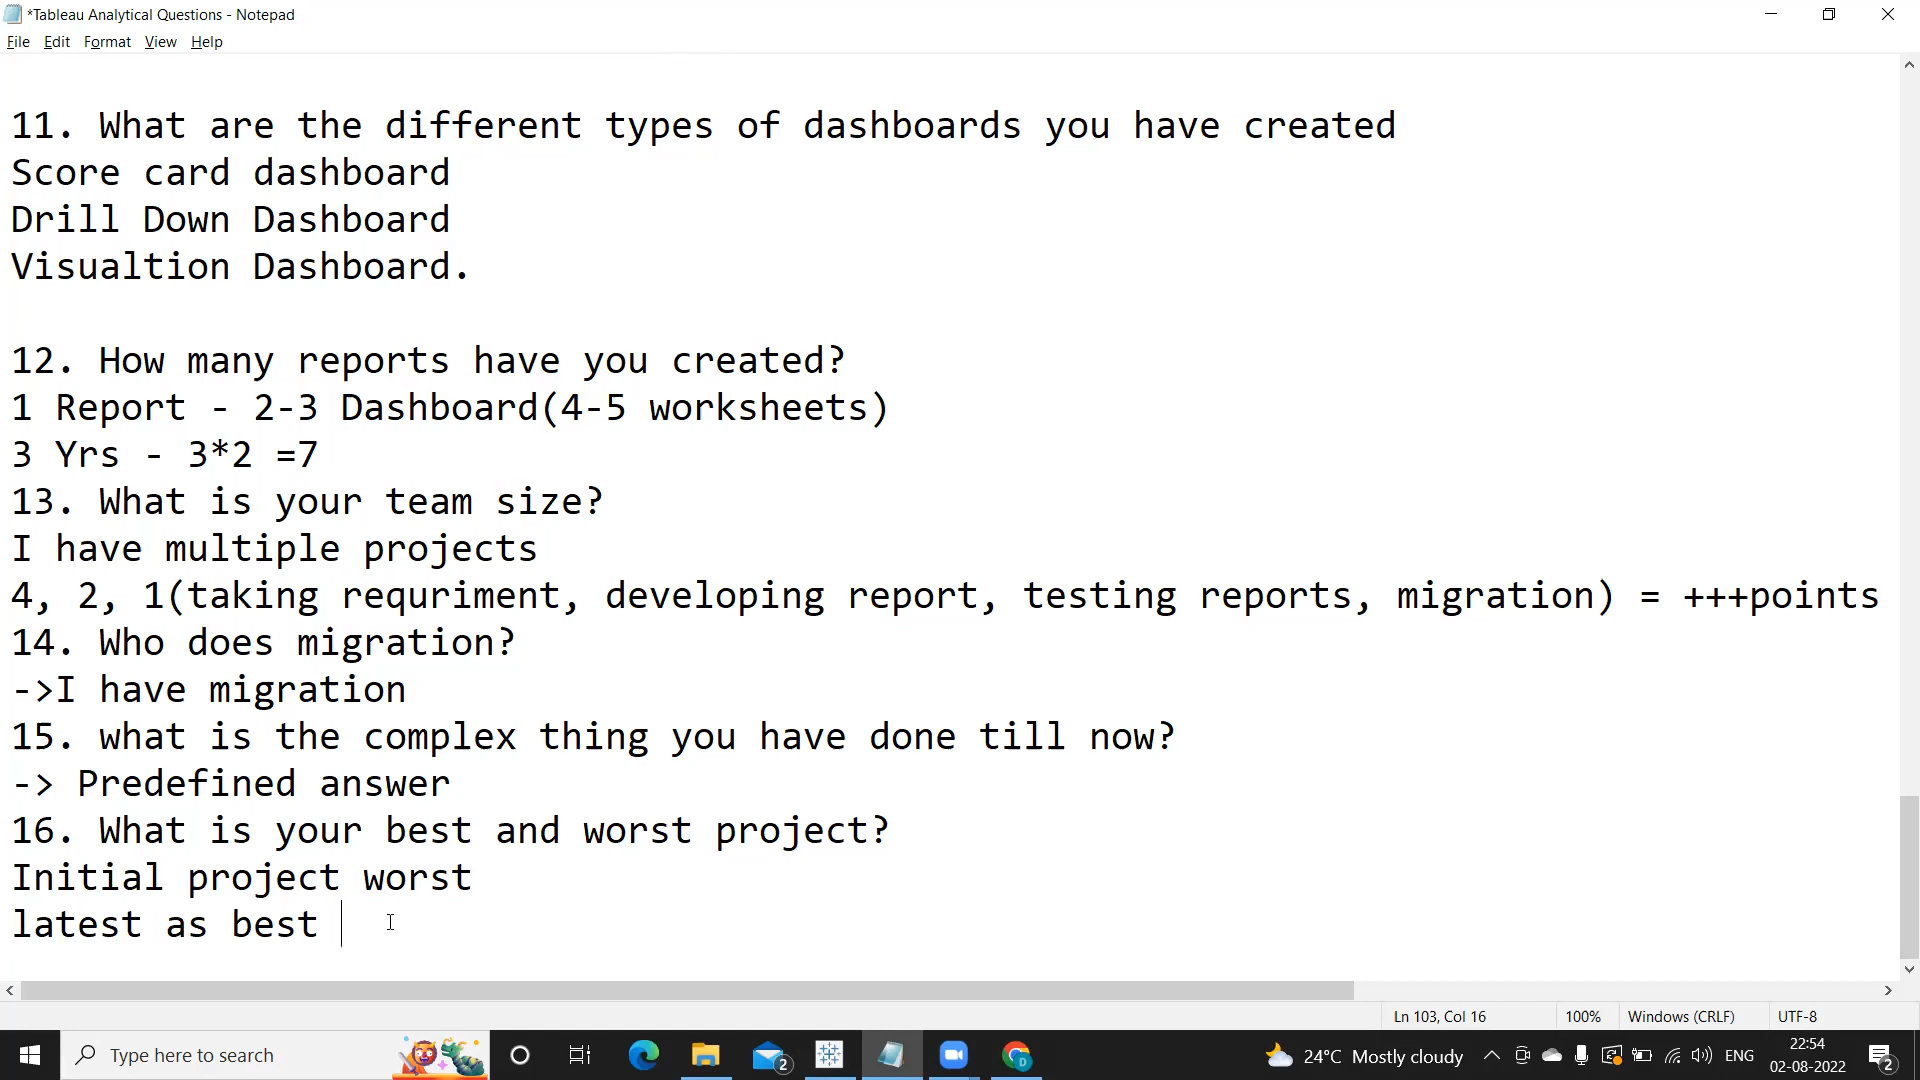 *Tableau Analytical Questions - Notepad
File Edit Format View Help
11. What are the different types of dashboards you have created
Score card dashboard
Drill Down Dashboard
Visualtion Dashboard.
12. How many reports have you created?
1 Report - 2-3 Dashboard(4-5 worksheets)
3 Yrs - 3*2 =7
13. What is your team size?
I have multiple projects
4, 2, 1(taking requriment, developing report, testing reports, migration) = +++points
14. Who does migration?
->I have migration
15. what is the complex thing you have done till now?
-> Predefined answer
16. What is your best and worst project?
Initial project worst
latest as best
Ln 103, Col 16 100% Windows (CRLF) UTF-8
Type here to search 2 24°C Mostly cloudy ENG 22:54 2
02-08-2022